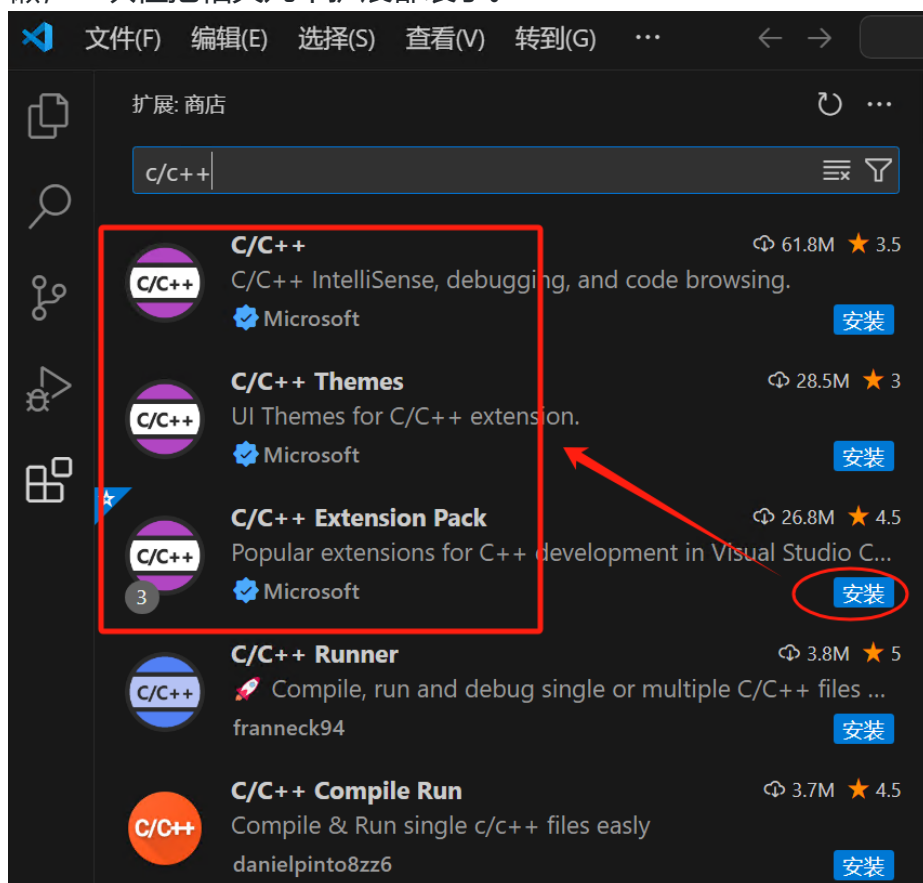 文件(F) 编辑(E) 选择(S) 查看(V) 转到(G) ···
扩展: 商店
c/c++
C/C++ 61.8M ★ 3.5
C/C++
C/C++ IntelliSense, debugging, and code browsing.
Microsoft 安装
C/C++ Themes 28.5M ★ 3
C/C++
UI Themes for C/C++ extension.
Microsoft 安装
C/C++ Extension Pack 26.8M ★ 4.5
C/C++
Popular extensions for C++ development in Visual Studio C...
3 Microsoft 安装
C/C++ Runner 3.8M ★ 5
C/C++
🚀 Compile, run and debug single or multiple C/C++ files ...
franneck94 安装
C/C++ Compile Run 3.7M ★ 4.5
C/C++
Compile & Run single c/c++ files easly
danielpinto8zz6 安装